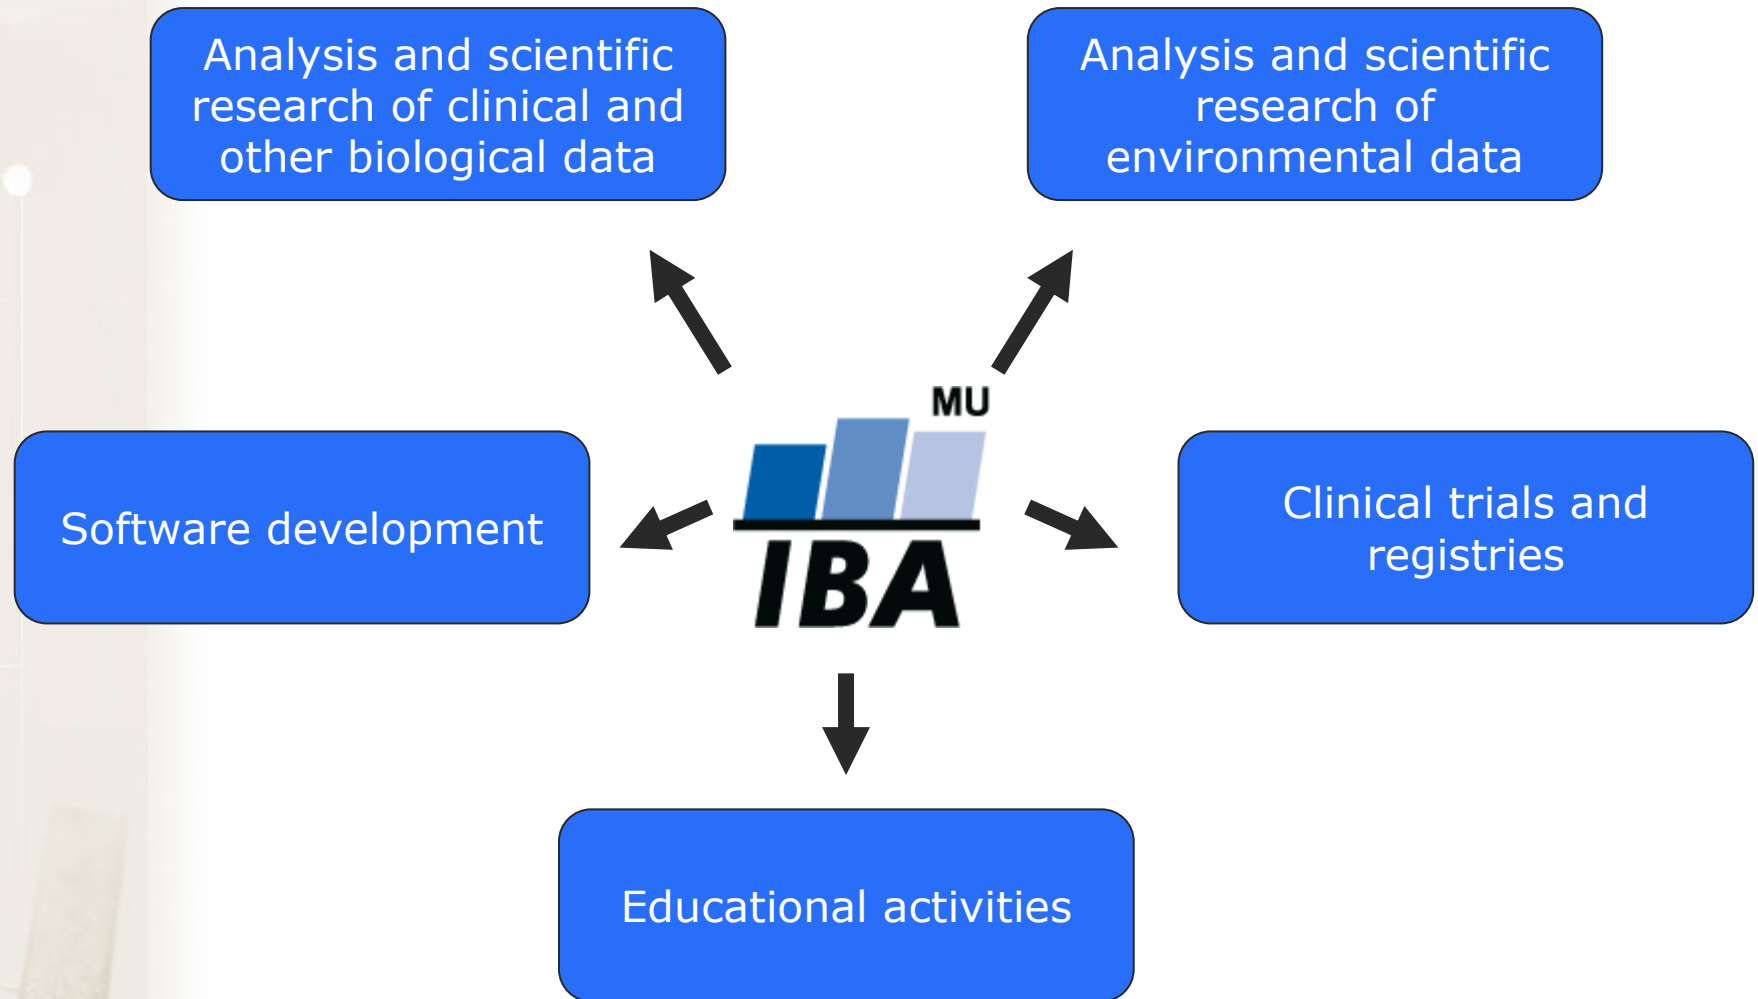 Analysis and scientific
research of clinical and
other biological data
Analysis and scientific
research of
environmental data
MU
IBA
Software development
Clinical trials and
registries
Educational activities